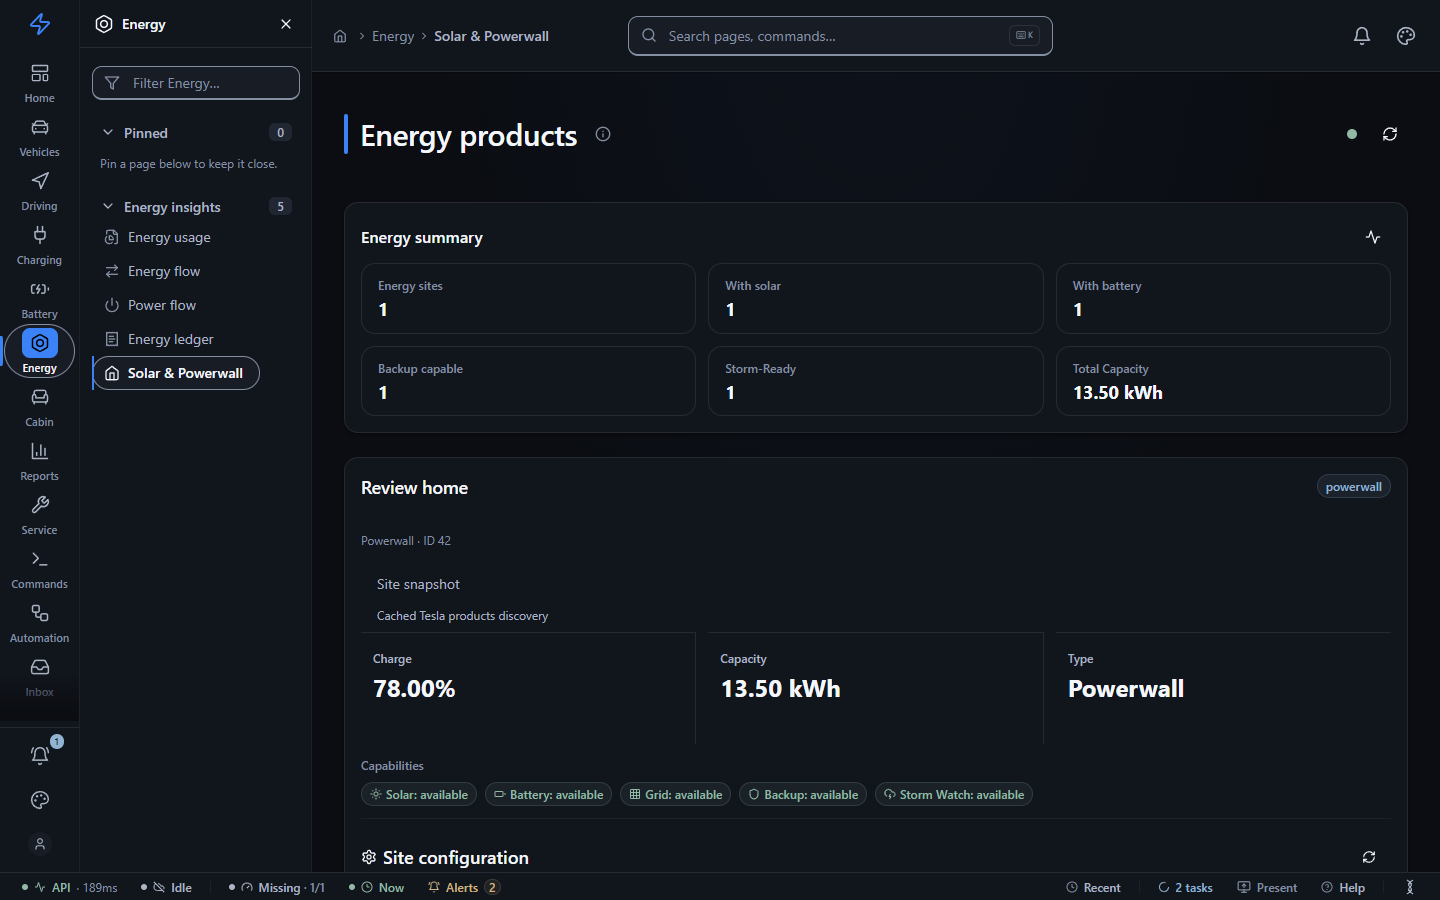 Energy
Energy
Solar & Powerwall
Search pages, commands...
K
Home
Vehicles
Driving
Charging
Battery
Energy
Cabin
Reports
Service
Commands
Automation
Inbox
1
Filter Energy...
Pinned
0
Pin a page below to keep it close.
Energy insights
5
Energy usage
Energy flow
Power flow
Energy ledger
Solar & Powerwall
Energy products
Energy summary
Energy sites
1
With solar
1
With battery
1
Backup capable
1
Storm-Ready
1
Total Capacity
13.50 kWh
Review home
powerwall
Powerwall · ID 42
Site snapshot
Cached Tesla products discovery
Charge
78.00%
Capacity
13.50 kWh
Type
Powerwall
Capabilities
Solar: available
Battery: available
Grid: available
Backup: available
Storm Watch: available
Site configuration
API · 189ms
Idle
Missing · 1/1
Now
Alerts 2
Recent
2 tasks
Present
Help